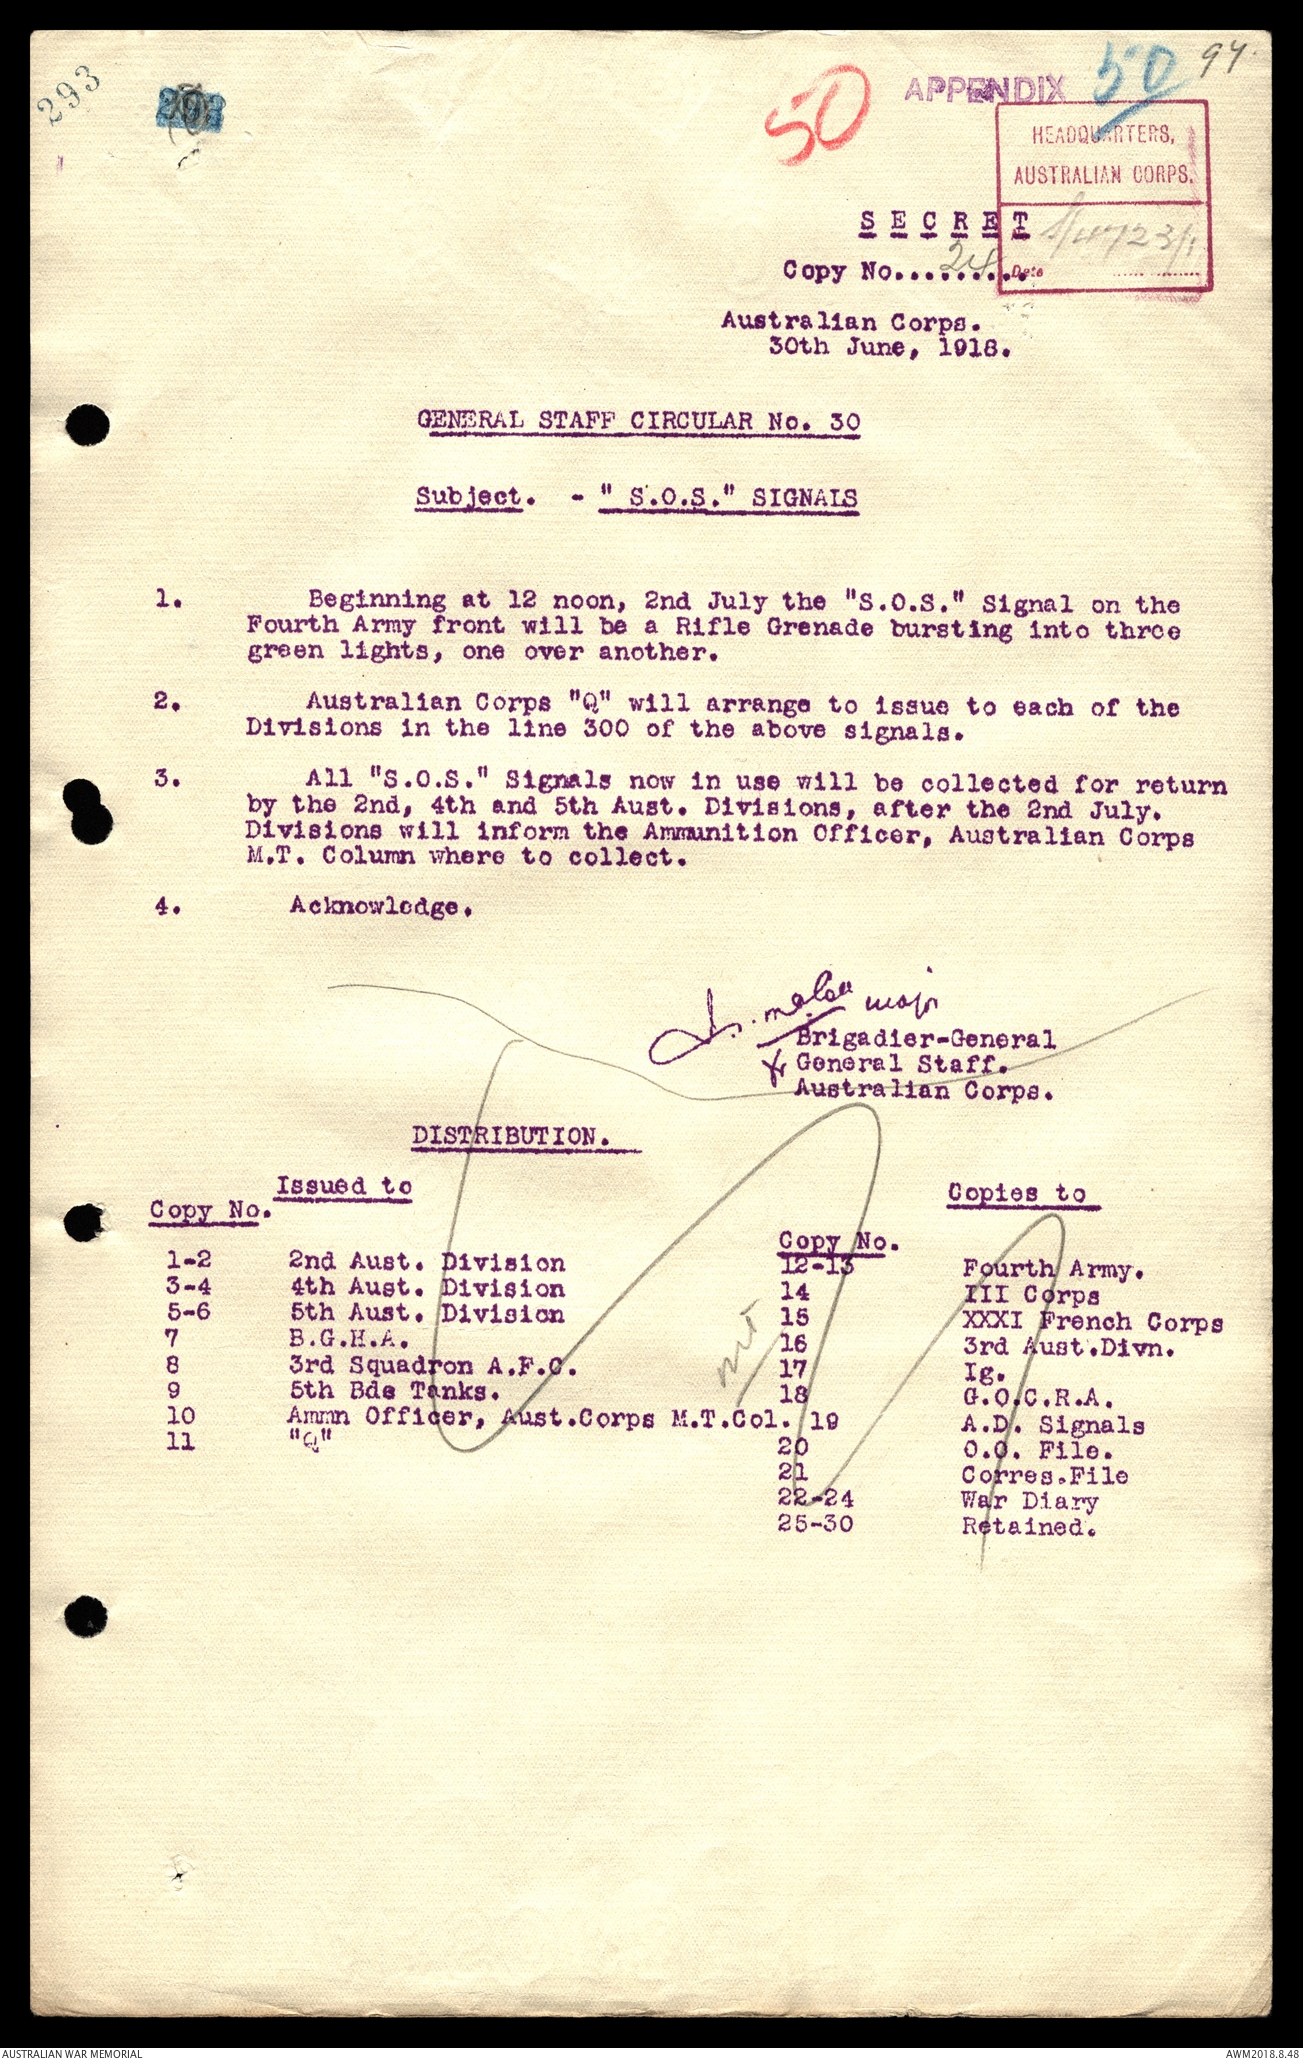 293
50
APPENDIX 50
94.
HEADQUARTERS,
AUSTRALIAN CORPS.
S E C R E T
Copy No.. 24 ........
Date
Australian Corps.
30th June, 1918.
GENERAL STAFF CIRCULAR No. 30
Subject. - " S.O.S." SIGNALS
1. Beginning at 12 noon, 2nd July the "S.O.S." Signal on the
Fourth Army front will be a Rifle Grenade bursting into three
green lights, one over another.
2. Australian Corps "Q" will arrange to issue to each of the
Divisions in the line 300 of the above signals.
3. All "S.O.S." Signals now in use will be collected for return
by the 2nd, 4th and 5th Aust. Divisions, after the 2nd July.
Divisions will inform the Ammunition Officer, Australian Corps
M.T. Column where to collect.
4. Acknowledge.
Major
Brigadier-General
General Staff.
Australian Corps.
DISTRIBUTION.
Issued to
Copy No.
1-2 2nd Aust. Division
3-4 4th Aust. Division
5-6 5th Aust. Division
7 B.G.H.A.
8 3rd Squadron A.F.C.
9 5th Bde Tanks.
10 Ammn Officer, Aust.Corps M.T.Col.
11 "Q"
Copies to
Copy No.
12-13 Fourth Army.
14 III Corps
15 XXXI French Corps
16 3rd Aust.Divn.
17 Ig.
18 G.O.C.R.A.
19 A.D. Signals
20 O.O. File.
21 Corres.File
22-24 War Diary
25-30 Retained.
AUSTRALIAN WAR MEMORIAL
AWM2018.8.48